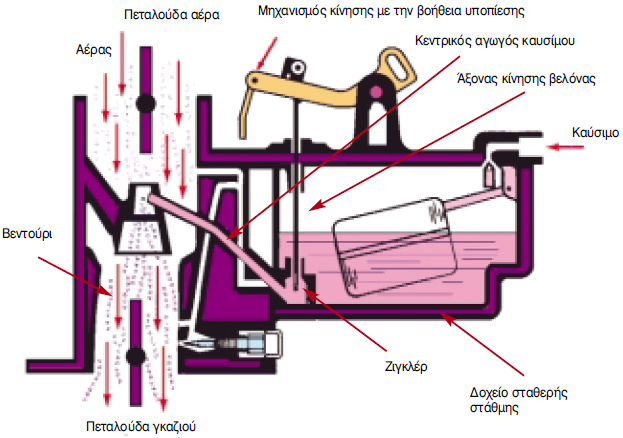 Πεταλούδα αέρα
Μηχανισμός κίνησης με την βοήθεια υποπίεσης
Κεντρικός αγωγός καυσίμου
Αέρας
Άξονας κίνησης βελόνας
Καύσιμο
Βεντούρι
Ζιγκλέρ
Δοχείο σταθερής
στάθμης
Πεταλούδα γκαζιού